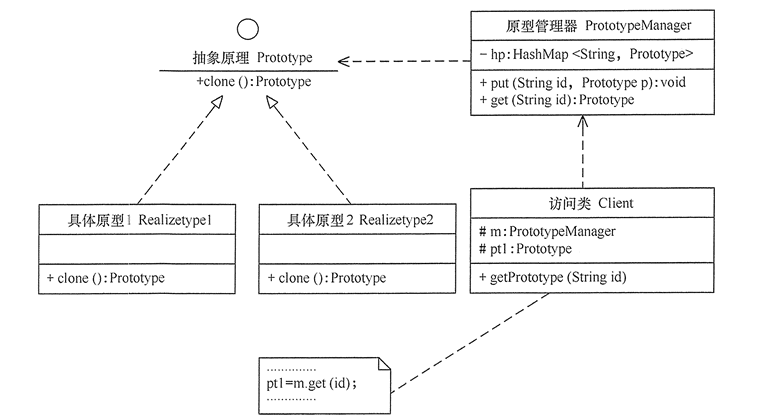 抽象原理 Prototype
+clone():Prototype
原型管理器 PrototypeManager
- hp:HashMap <String, Prototype>
+ put (String id, Prototype p):void
+ get (String id):Prototype
具体原型1 Realizetype1
+ clone():Prototype
具体原型2 Realizetype2
+ clone():Prototype
访问类 Client
# m:PrototypeManager
# pt1:Prototype
+ getPrototype (String id)
..............
pt1=m.get (id);
..............